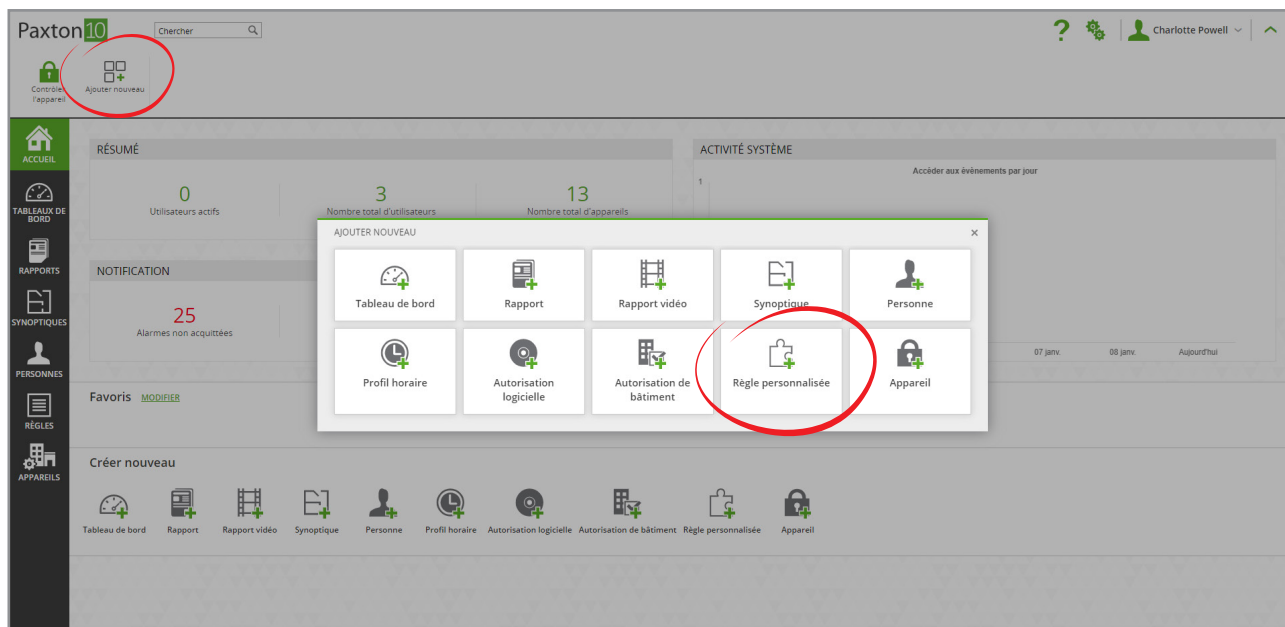 Paxton10
Chercher
Charlotte Powell
Contrôler
l'appareil
Ajouter nouveau
ACCUEIL
TABLEAUX DE
BORD
RAPPORTS
SYNOPTIQUES
PERSONNES
RÈGLES
APPAREILS
RÉSUMÉ
0
Utilisateurs actifs
3
Nombre total d'utilisateurs
13
Nombre total d'appareils
ACTIVITÉ SYSTÈME
Accéder aux évènements par jour
1
07 janv.
08 janv.
Aujourd'hui
NOTIFICATION
25
Alarmes non acquittées
AJOUTER NOUVEAU
Tableau de bord
Rapport
Rapport vidéo
Synoptique
Personne
Profil horaire
Autorisation
logicielle
Autorisation de
bâtiment
Règle personnalisée
Appareil
Favoris MODIFIER
Créer nouveau
Tableau de bord
Rapport
Rapport vidéo
Synoptique
Personne
Profil horaire
Autorisation logicielle
Autorisation de bâtiment
Règle personnalisée
Appareil